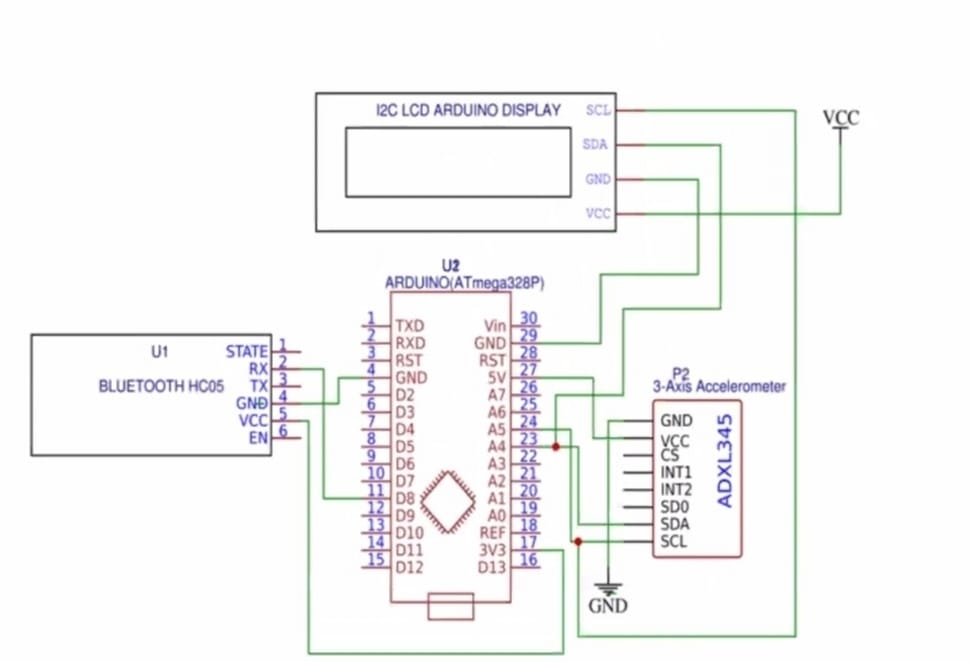 I2C LCD ARDUINO DISPLAY
SCL
SDA
GND
VCC
VCC
ARDUINO(ATmega328P)
1 TXD
2 RXD
3 RST
4 GND
5 D2
6 D3
7 D4
8 D5
9 D6
10 D7
11 D8
12 D9
13 D10
14 D11
15 D12
Vin 30
GND 29
RST 28
5V 27
A7 26
A6 25
A5 24
A4 23
A3 22
A2 21
A1 20
A0 19
REF 18
3V3 17
D13 16
U1
BLUETOOTH HC05
STATE 1
RX 2
TX 3
GND 4
VCC 5
EN 6
P2
3-Axis Accelerometer
GND
VCC
CS
INT1
INT2
SD0
SDA
SCL
ADXL345
GND